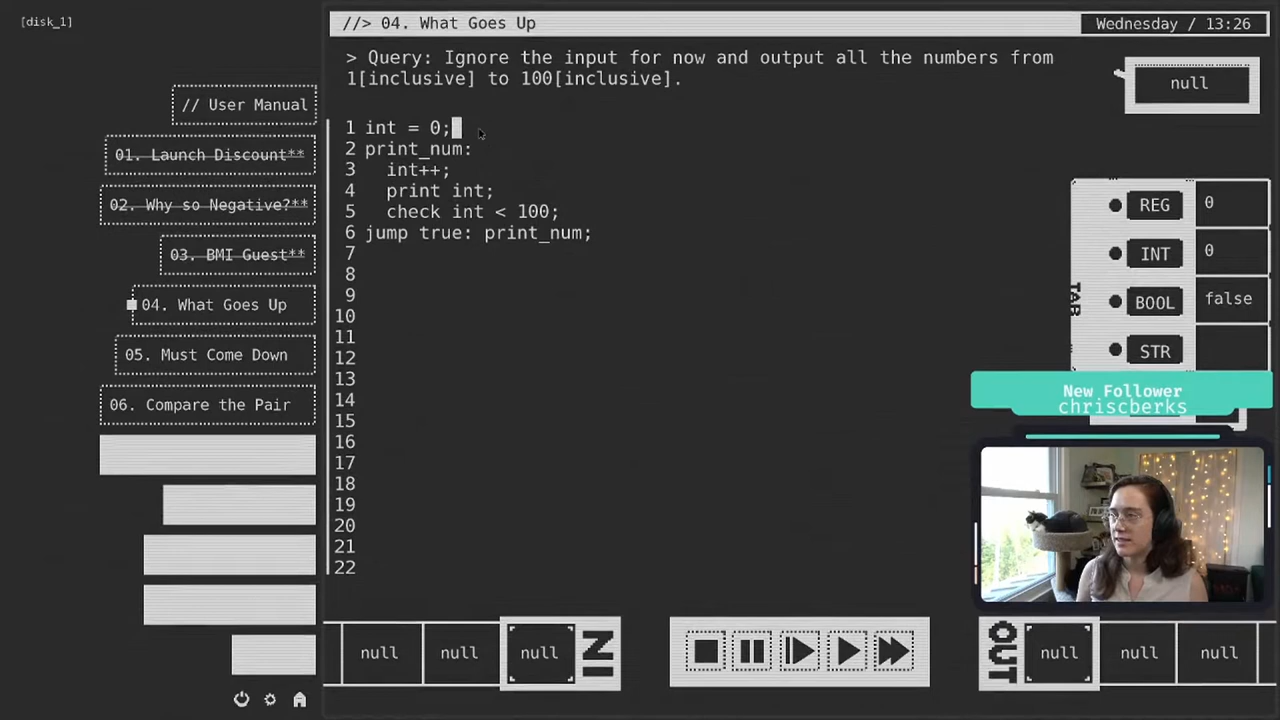 [disk_1]
//> 04. What Goes Up
Wednesday / 13:26
> Query: Ignore the input for now and output all the numbers from
1[inclusive] to 100[inclusive].
null
// User Manual
01. Launch Discount**
02. Why so Negative?**
03. BMI Guest**
04. What Goes Up
05. Must Come Down
06. Compare the Pair
1 int = 0;
2 print_num:
3 int++;
4 print int;
5 check int < 100;
6 jump true: print_num;
7
8
9
10
11
12
13
14
15
16
17
18
19
20
21
22
TAB
REG 0
INT 0
BOOL false
STR
New Follower
chriscberks
null null null IN
OUT null null null